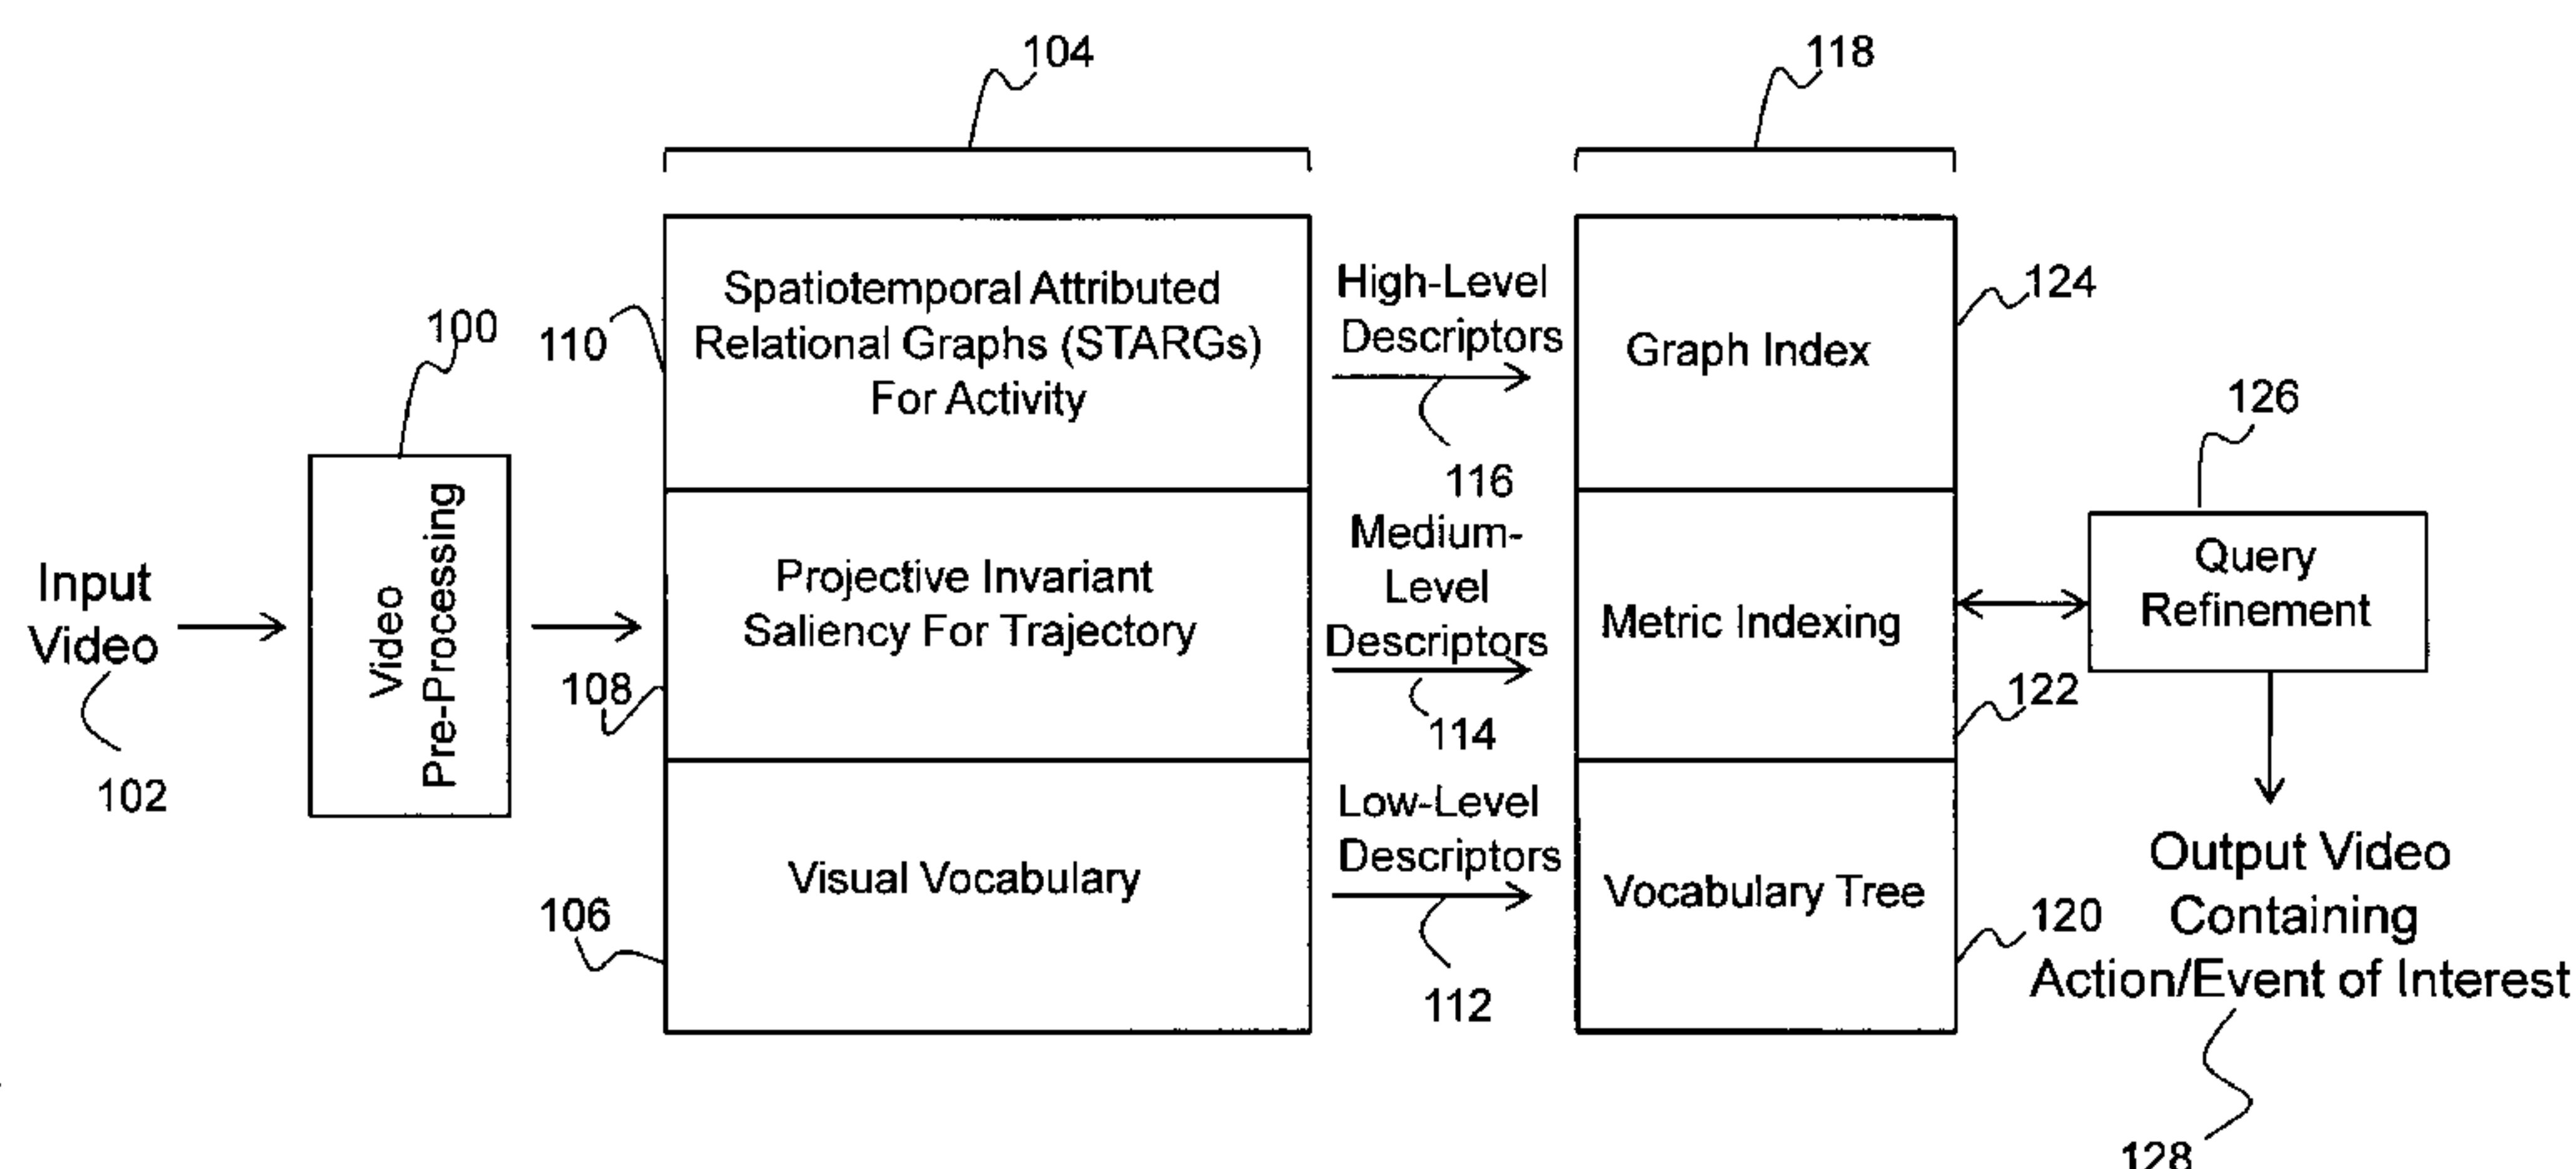 104
118
Spatiotemporal Attributed
Relational Graphs (STARGs)
For Activity
110
100
High-Level
Descriptors
116
Graph Index
124
126
Input
Video
102
Video
Pre-Processing
Projective Invariant
Saliency For Trajectory
108
Medium-
Level
Descriptors
114
Metric Indexing
122
Query
Refinement
Visual Vocabulary
106
Low-Level
Descriptors
112
Vocabulary Tree
120
Output Video
Containing
Action/Event of Interest
128